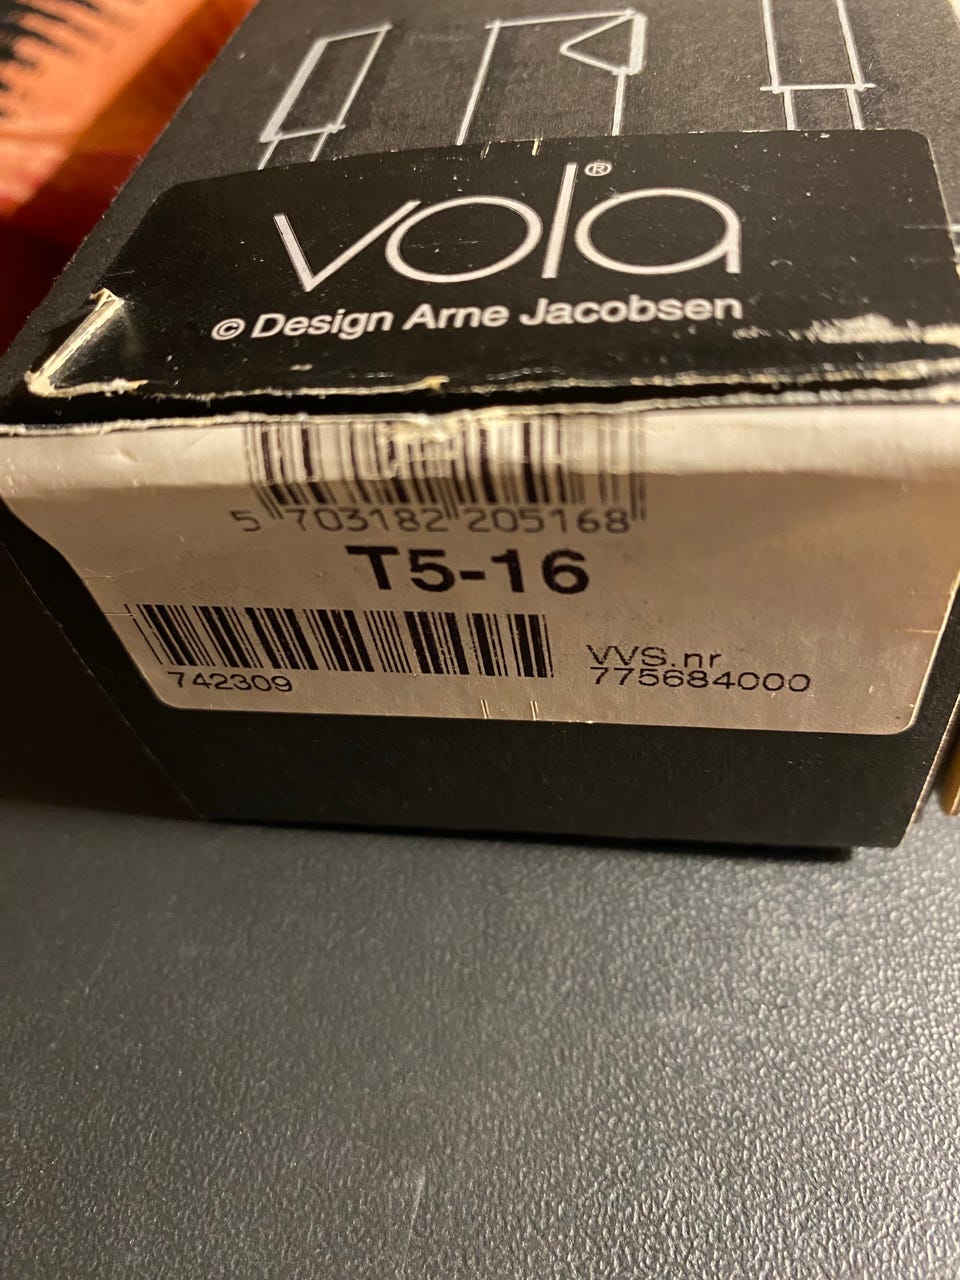 vola®
© Design Arne Jacobsen
5 703182 205168
T5-16
742309
VVS.nr
775684000